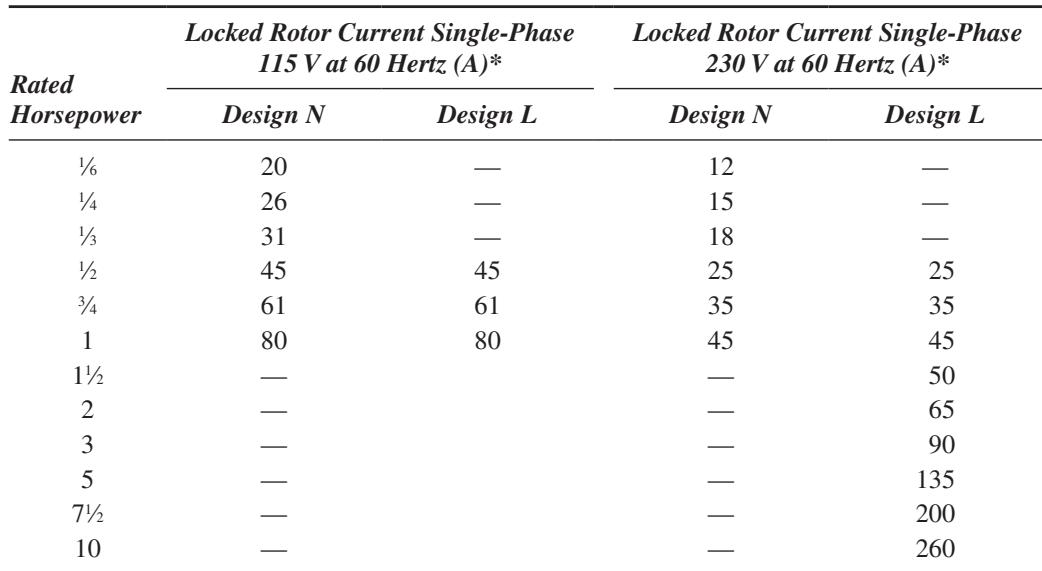 Locked Rotor Current Single-Phase Locked Rotor Current Single-Phase
115 V at 60 Hertz (A)* 230 V at 60 Hertz (A)*
Rated
Horsepower Design N Design L Design N Design L
⅙ 20 — 12 —
¼ 26 — 15 —
⅓ 31 — 18 —
½ 45 45 25 25
¾ 61 61 35 35
1 80 80 45 45
1½ — — 50
2 — — 65
3 — — 90
5 — — 135
7½ — — 200
10 — — 260